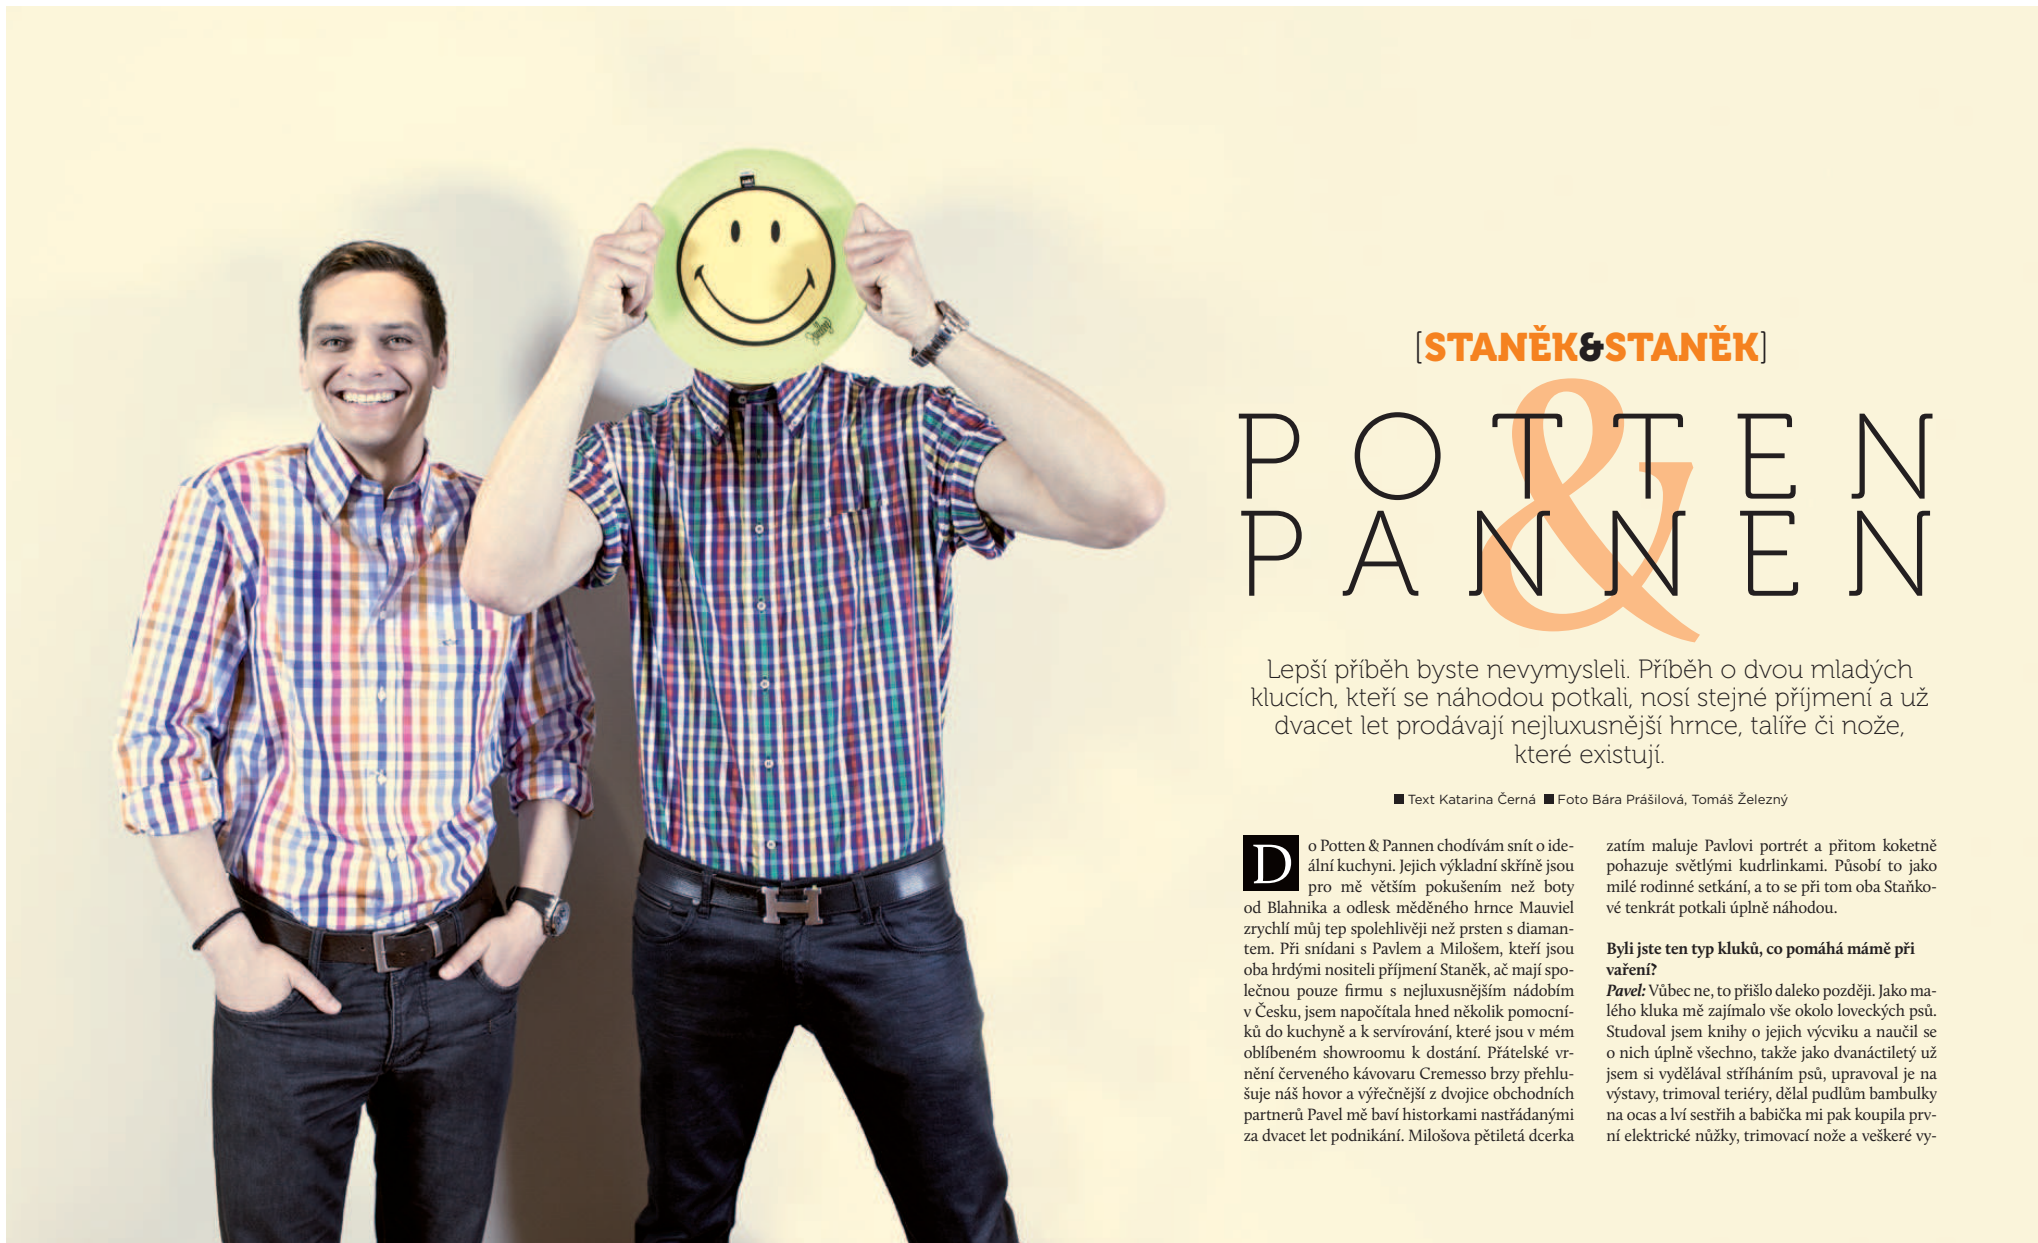 [STANĚK&STANĚK]
POTTEN
&
PANNEN
Lepší příběh byste nevymysleli. Příběh o dvou mladých
klucích, kteří se náhodou potkali, nosí stejné příjmení a už
dvacet let prodávají nejluxusnější hrnce, talíře či nože,
které existují.
■ Text Katarina Černá ■ Foto Bára Prášilová, Tomáš Železný
Do Potten & Pannen chodívám snít o ide-
ální kuchyni. Jejich výkladní skříně jsou
pro mě větším pokušením než boty
od Blahnika a odlesk měděného hrnce Mauviel
zrychlí můj tep spolehlivěji než prsten s diaman-
tem. Při snídani s Pavlem a Milošem, kteří jsou
oba hrdými nositeli příjmení Staněk, ač mají spo-
lečnou pouze firmu s nejluxusnějším nádobím
v Česku, jsem napočítala hned několik pomocní-
ků do kuchyně a k servírování, které jsou v mém
oblíbeném showroomu k dostání. Přátelské vr-
nění červeného kávovaru Cremesso brzy přehlu-
šuje náš hovor a výřečnější z dvojice obchodních
partnerů Pavel mě baví historkami nastřádanými
za dvacet let podnikání. Milošova pětiletá dcerka
zatím maluje Pavlovi portrét a přitom koketně
pohazuje světlými kudrlinkami. Působí to jako
milé rodinné setkání, a to se při tom oba Staňko-
vé tenkrát potkali úplně náhodou.
Byli jste ten typ kluků, co pomáhá mámě při
vaření?
Pavel: Vůbec ne, to přišlo daleko později. Jako ma-
lého kluka mě zajímalo vše okolo loveckých psů.
Studoval jsem knihy o jejich výcviku a naučil se
o nich úplně všechno, takže jako dvanáctiletý už
jsem si vydělával stříháním psů, upravoval je na
výstavy, trimoval teriéry, dělal pudlům bambulky
na ocas a lví sestřih a babička mi pak koupila prv-
ní elektrické nůžky, trimovací nože a veškeré vy-